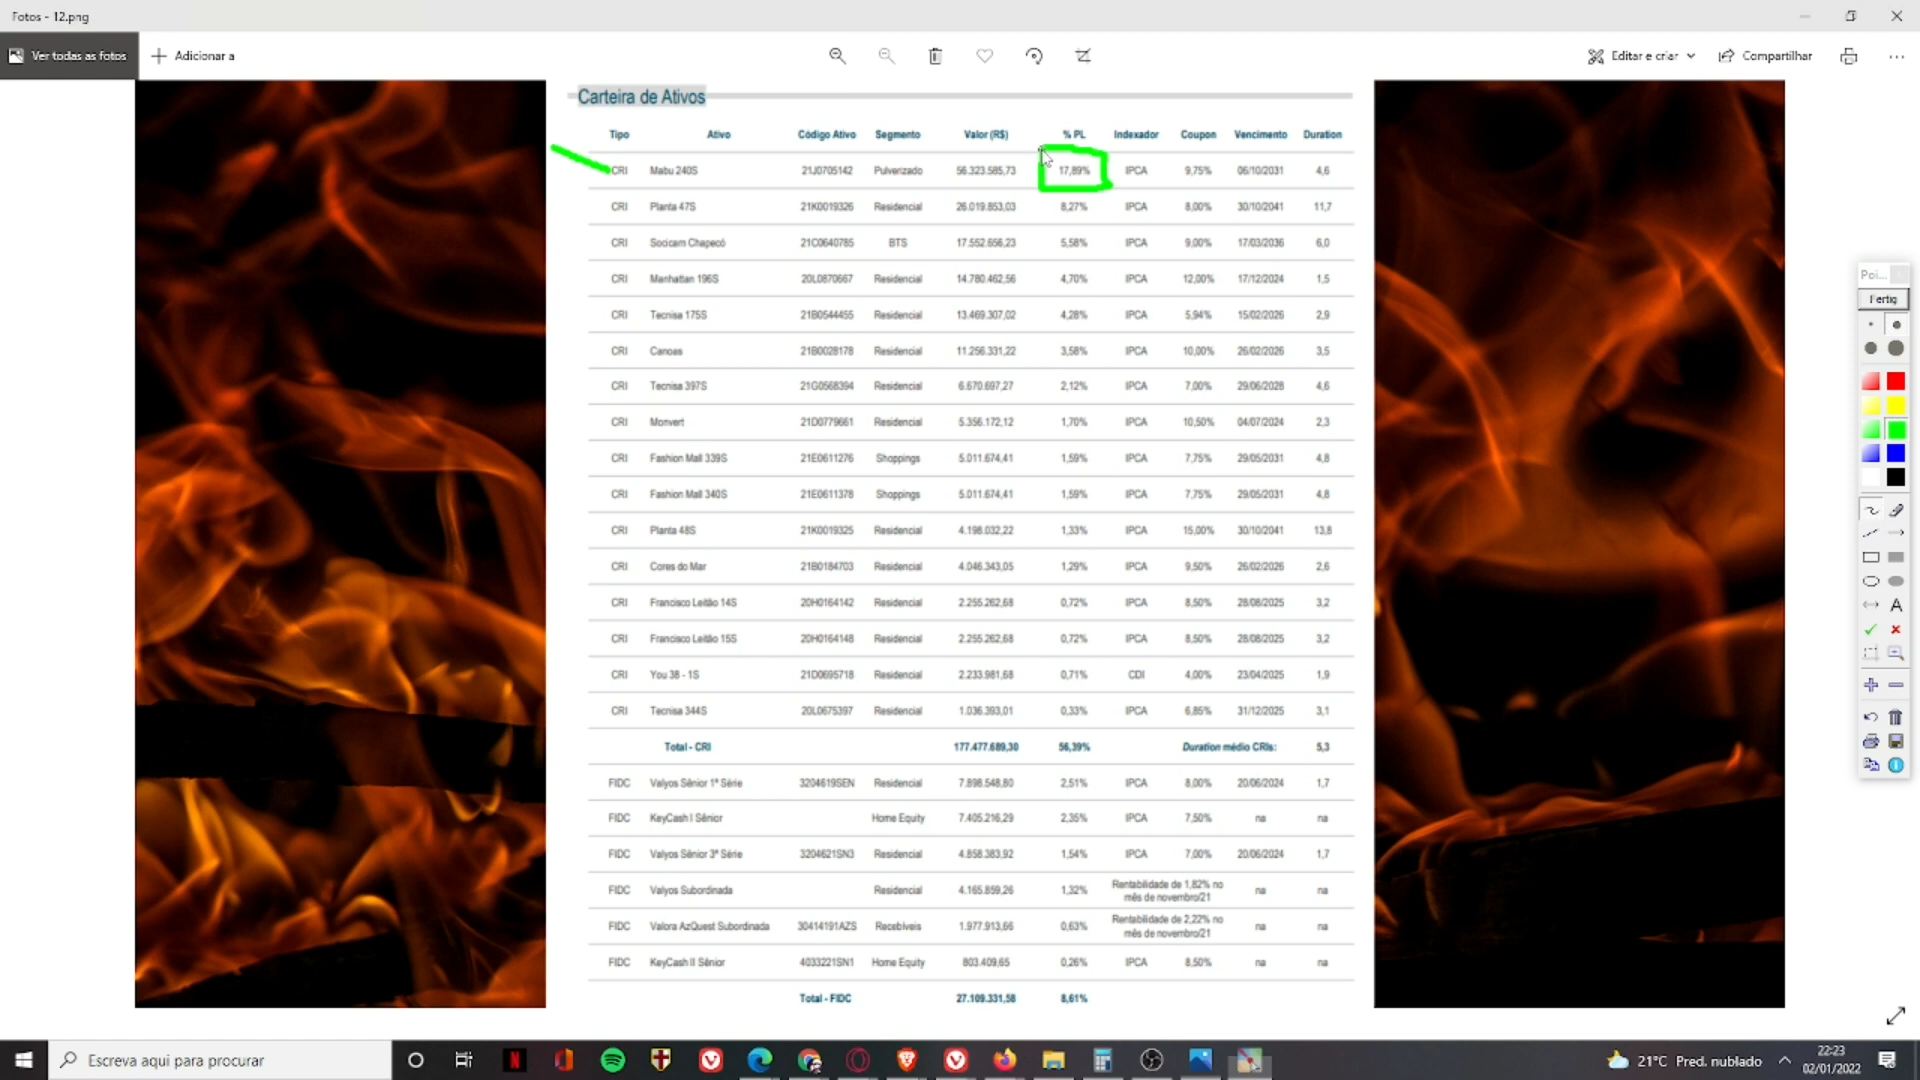 Fotos - 12.png
Ver todas as fotos
Adicionar a
Editar e criar
Compartilhar
Carteira de Ativos
Tipo Ativo Código Ativo Segmento Valor (R$) % PL Indexador Coupon Vencimento Duration
CRI Mabu 240S 21J0705142 Pulverizado 56.323.585,73 17,89% IPCA 9,75% 06/10/2031 4,6
CRI Planta 47S 21K0019326 Residencial 26.019.853,03 8,27% IPCA 8,00% 30/10/2041 11,7
CRI Socicam Chapecó 21C0640785 BTS 17.552.656,23 5,58% IPCA 9,00% 17/03/2036 6,0
CRI Manhattan 196S 20L0870667 Residencial 14.780.462,56 4,70% IPCA 12,00% 17/12/2024 1,5
CRI Tecnisa 175S 21B0544455 Residencial 13.469.307,02 4,28% IPCA 5,94% 15/02/2026 2,9
CRI Canoas 21B0028178 Residencial 11.256.331,22 3,58% IPCA 10,00% 26/02/2026 3,5
CRI Tecnisa 397S 21G0568394 Residencial 6.670.697,27 2,12% IPCA 7,00% 29/06/2028 4,6
CRI Monvert 21D0779661 Residencial 5.356.172,12 1,70% IPCA 10,50% 04/07/2024 2,3
CRI Fashion Mall 339S 21E0611276 Shoppings 5.011.674,41 1,59% IPCA 7,75% 29/05/2031 4,8
CRI Fashion Mall 340S 21E0611378 Shoppings 5.011.674,41 1,59% IPCA 7,75% 29/05/2031 4,8
CRI Planta 48S 21K0019325 Residencial 4.198.032,22 1,33% IPCA 15,00% 30/10/2041 13,8
CRI Cores do Mar 21B0184703 Residencial 4.046.343,05 1,29% IPCA 9,50% 26/02/2026 2,6
CRI Francisco Leitão 14S 20H0164142 Residencial 2.255.262,68 0,72% IPCA 8,50% 28/08/2025 3,2
CRI Francisco Leitão 15S 20H0164148 Residencial 2.255.262,68 0,72% IPCA 8,50% 28/08/2025 3,2
CRI You 38 - 1S 21D0695718 Residencial 2.233.981,68 0,71% CDI 4,00% 23/04/2025 1,9
CRI Tecnisa 344S 20L0675397 Residencial 1.036.393,01 0,33% IPCA 6,85% 31/12/2025 3,1
Total - CRI 177.477.689,30 56,39% Duration médio CRIs: 5,3
FIDC Valyos Sênior 1ª Série 3204619SEN Residencial 7.898.548,80 2,51% IPCA 8,00% 20/06/2024 1,7
FIDC KeyCash I Sênior Home Equity 7.405.216,29 2,35% IPCA 7,50% na na
FIDC Valyos Sênior 3ª Série 3204621SN3 Residencial 4.858.383,92 1,54% IPCA 7,00% 20/06/2024 1,7
FIDC Valyos Subordinada Residencial 4.165.859,26 1,32% Rentabilidade de 1,82% no mês de novembro/21 na na
FIDC Valora AzQuest Subordinada 30414191AZS Recebíveis 1.977.913,66 0,63% Rentabilidade de 2,22% no mês de novembro/21 na na
FIDC KeyCash II Sênior 4033221SN1 Home Equity 803.409,65 0,26% IPCA 8,50% na na
Total - FIDC 27.109.331,58 8,61%
Poi...
Fertig
A
Escreva aqui para procurar
21°C Pred. nublado
22:23
02/01/2022